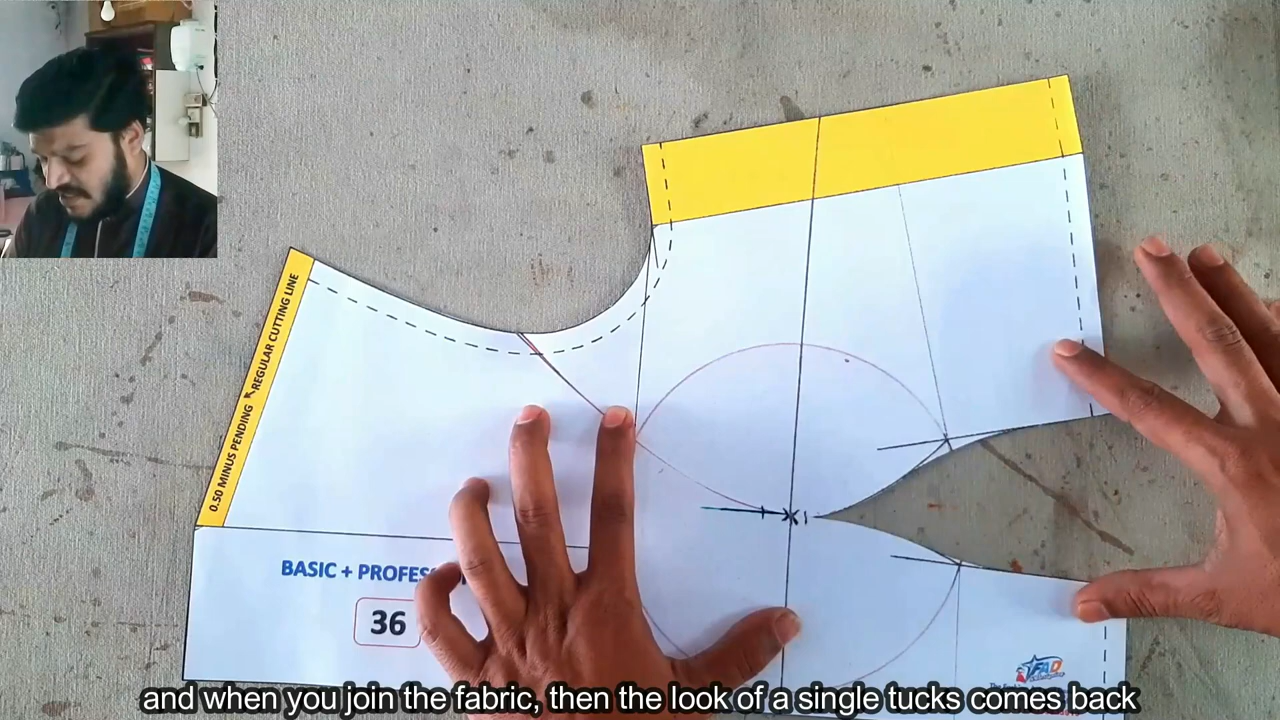 0.50 MINUS PENDING
REGULAR CUTTING LINE
BASIC +
36
FAD
and when you join the fabric, then the look of a single tucks comes back